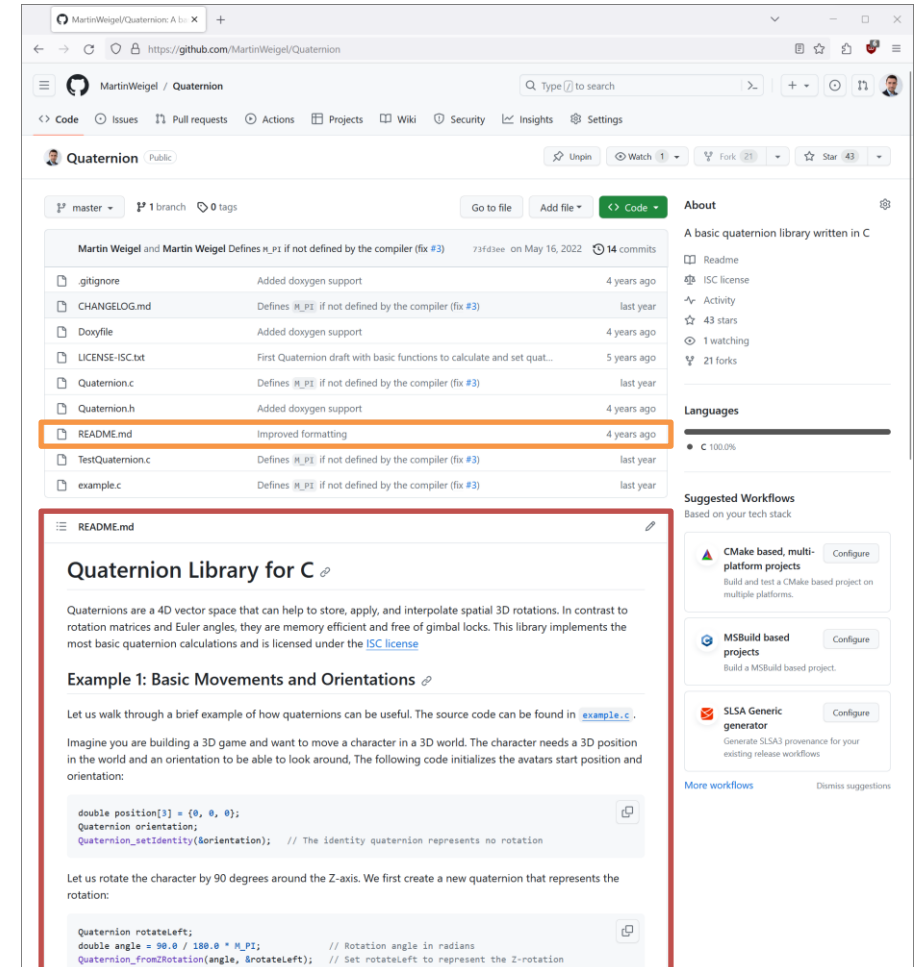 MartinWeigel/Quaternion: A ba
https://github.com/MartinWeigel/Quaternion
MartinWeigel / Quaternion
Type / to search
Code Issues Pull requests Actions Projects Wiki Security Insights Settings
Quaternion Public
Unpin Watch 1 Fork 21 Star 43
master 1 branch 0 tags Go to file Add file Code
Martin Weigel and Martin Weigel Defines M_PI if not defined by the compiler (fix #3) 73fd3ee on May 16, 2022 14 commits
.gitignore Added doxygen support 4 years ago
CHANGELOG.md Defines M_PI if not defined by the compiler (fix #3) last year
Doxyfile Added doxygen support 4 years ago
LICENSE-ISC.txt First Quaternion draft with basic functions to calculate and set quat... 5 years ago
Quaternion.c Defines M_PI if not defined by the compiler (fix #3) last year
Quaternion.h Added doxygen support 4 years ago
README.md Improved formatting 4 years ago
TestQuaternion.c Defines M_PI if not defined by the compiler (fix #3) last year
example.c Defines M_PI if not defined by the compiler (fix #3) last year
README.md
Quaternion Library for C
Quaternions are a 4D vector space that can help to store, apply, and interpolate spatial 3D rotations. In contrast to
rotation matrices and Euler angles, they are memory efficient and free of gimbal locks. This library implements the
most basic quaternion calculations and is licensed under the ISC license
Example 1: Basic Movements and Orientations
Let us walk through a brief example of how quaternions can be useful. The source code can be found in example.c .
Imagine you are building a 3D game and want to move a character in a 3D world. The character needs a 3D position
in the world and an orientation to be able to look around, The following code initializes the avatars start position and
orientation:
double position[3] = {0, 0, 0};
Quaternion orientation;
Quaternion_setIdentity(&orientation); // The identity quaternion represents no rotation
Let us rotate the character by 90 degrees around the Z-axis. We first create a new quaternion that represents the
rotation:
Quaternion rotateLeft;
double angle = 90.0 / 180.0 * M_PI; // Rotation angle in radians
Quaternion_fromZRotation(angle, &rotateLeft); // Set rotateLeft to represent the Z-rotation
About
A basic quaternion library written in C
Readme
ISC license
Activity
43 stars
1 watching
21 forks
Languages
C 100.0%
Suggested Workflows
Based on your tech stack
CMake based, multi-
platform projects
Configure
Build and test a CMake based project on
multiple platforms.
MSBuild based
projects
Configure
Build a MSBuild based project.
SLSA Generic
generator
Configure
Generate SLSA3 provenance for your
existing release workflows
More workflows Dismiss suggestions